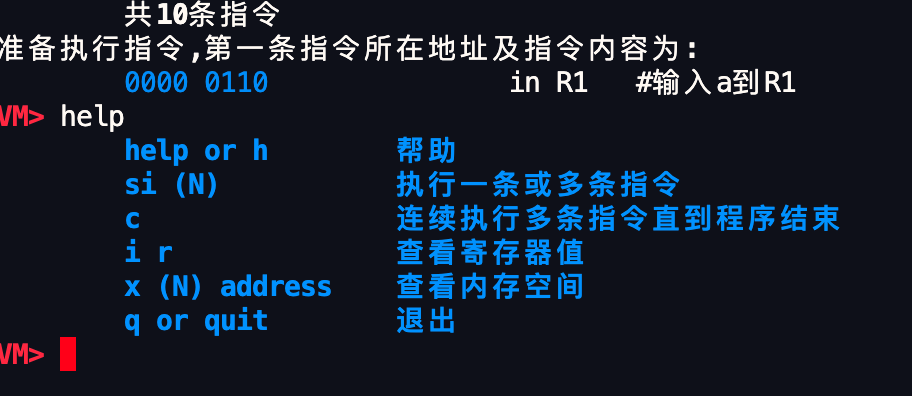 共10条指令
准备执行指令,第一条指令所在地址及指令内容为:
0000 0110 in R1 #输入a到R1
VM> help
help or h 帮助
si (N) 执行一条或多条指令
c 连续执行多条指令直到程序结束
i r 查看寄存器值
x (N) address 查看内存空间
q or quit 退出
VM>